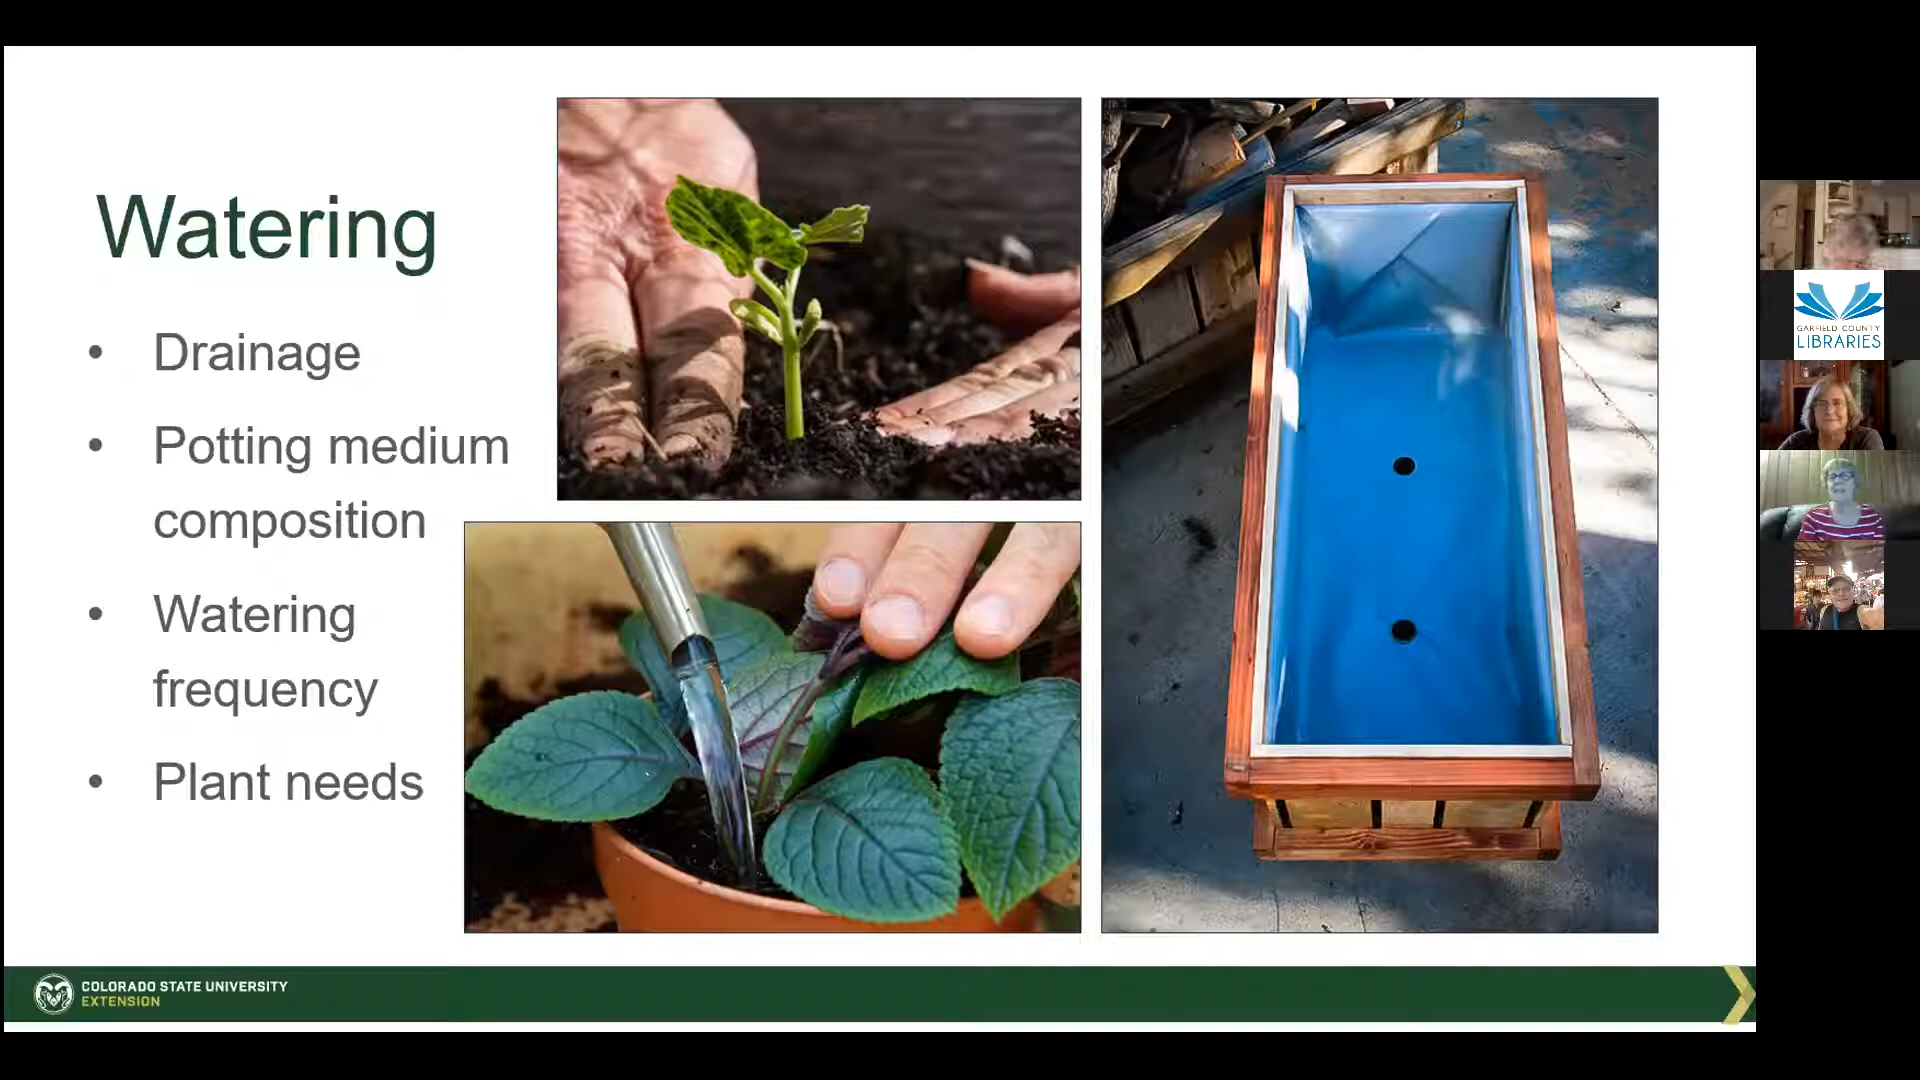 Watering
• Drainage
• Potting medium
composition
• Watering
frequency
• Plant needs
COLORADO STATE UNIVERSITY
EXTENSION
GARFIELD COUNTY
LIBRARIES